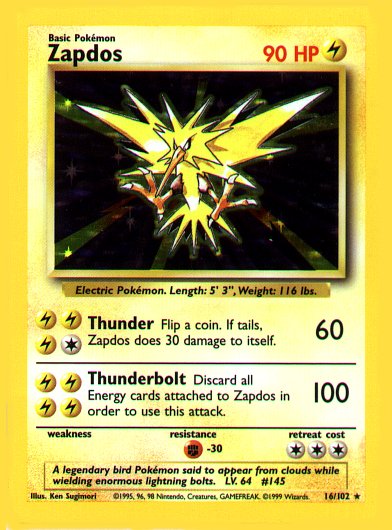 Basic Pokémon
Zapdos 90 HP
Electric Pokémon. Length: 5' 3", Weight: 116 lbs.
Thunder Flip a coin. If tails,
Zapdos does 30 damage to itself. 60
Thunderbolt Discard all
Energy cards attached to Zapdos in
order to use this attack. 100
weakness resistance retreat cost
-30
A legendary bird Pokémon said to appear from clouds while
wielding enormous lightning bolts. LV. 64 #145
Illus. Ken Sugimori ©1995, 96, 98 Nintendo, Creatures, GAMEFREAK. ©1999 Wizards. 16/102 ★